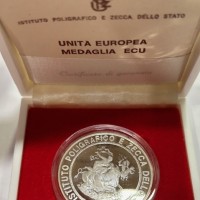 ISTITUTO POLIGRAFICO E ZECCA DELLO STATO
UNITA EUROPEA
MEDAGLIA ECU
ISTITUTO POLIGRAFICO E ZECCA DELLO